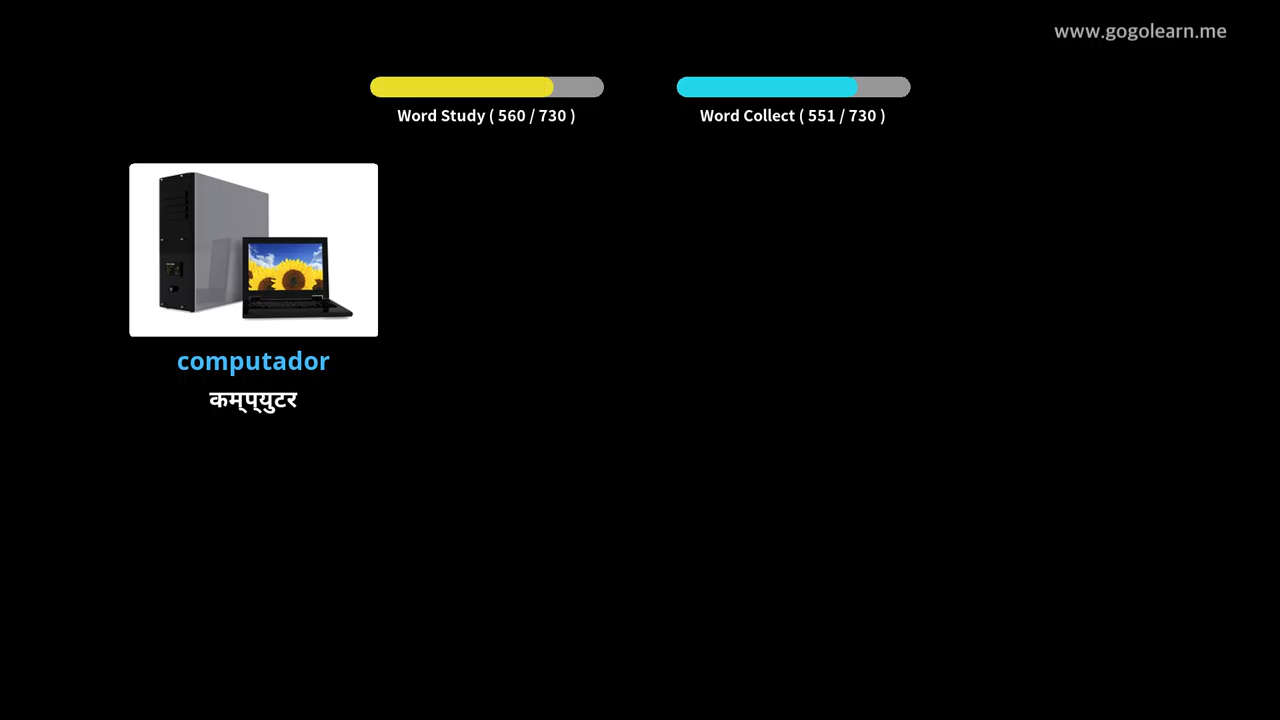 www.gogolearn.me
Word Study ( 560 / 730 )
Word Collect ( 551 / 730 )
computador
कम्प्युटर